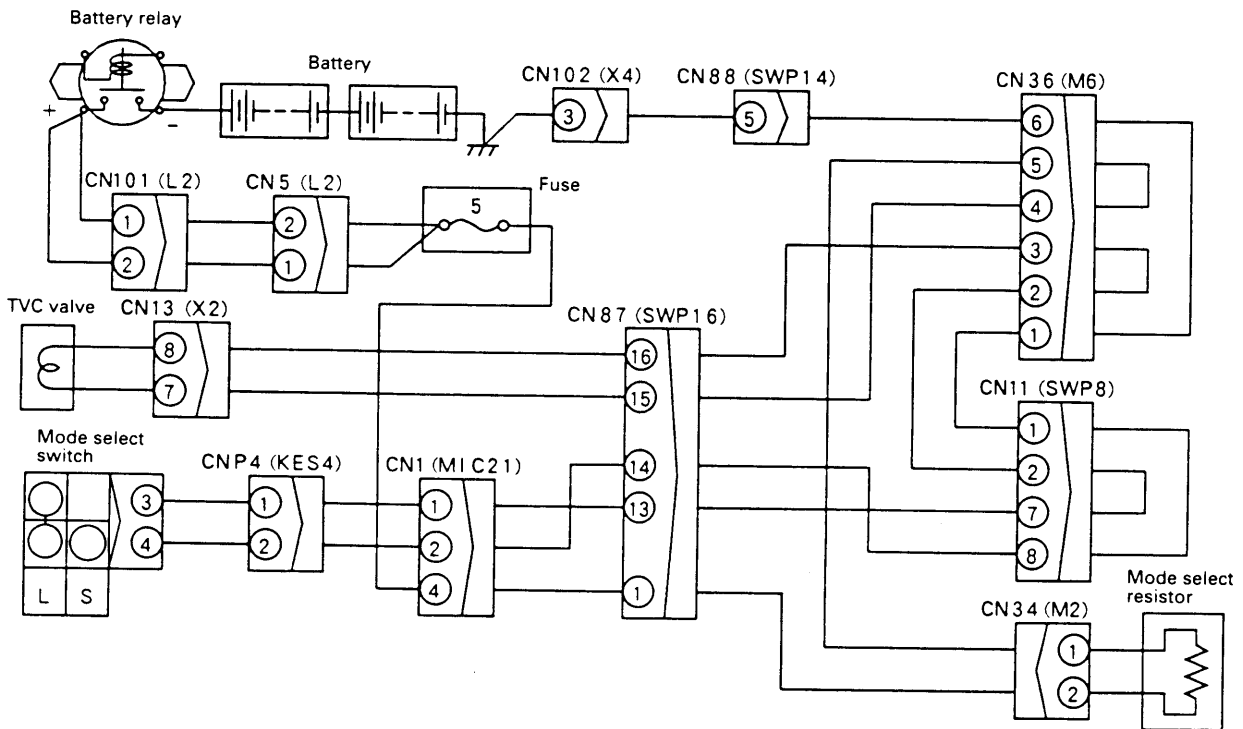 Battery relay
+
-
Battery
CN102 (X4)
3
CN88 (SWP14)
5
CN36 (M6)
6
5
4
3
2
1
CN101 (L2)
1
2
CN5 (L2)
2
1
Fuse
5
TVC valve
CN13 (X2)
8
7
CN87 (SWP16)
16
15
14
13
1
CN11 (SWP8)
1
2
7
8
Mode select
switch
3
4
L S
CNP4 (KES4)
1
2
CN1 (MIC21)
1
2
4
CN34 (M2)
1
2
Mode select
resistor